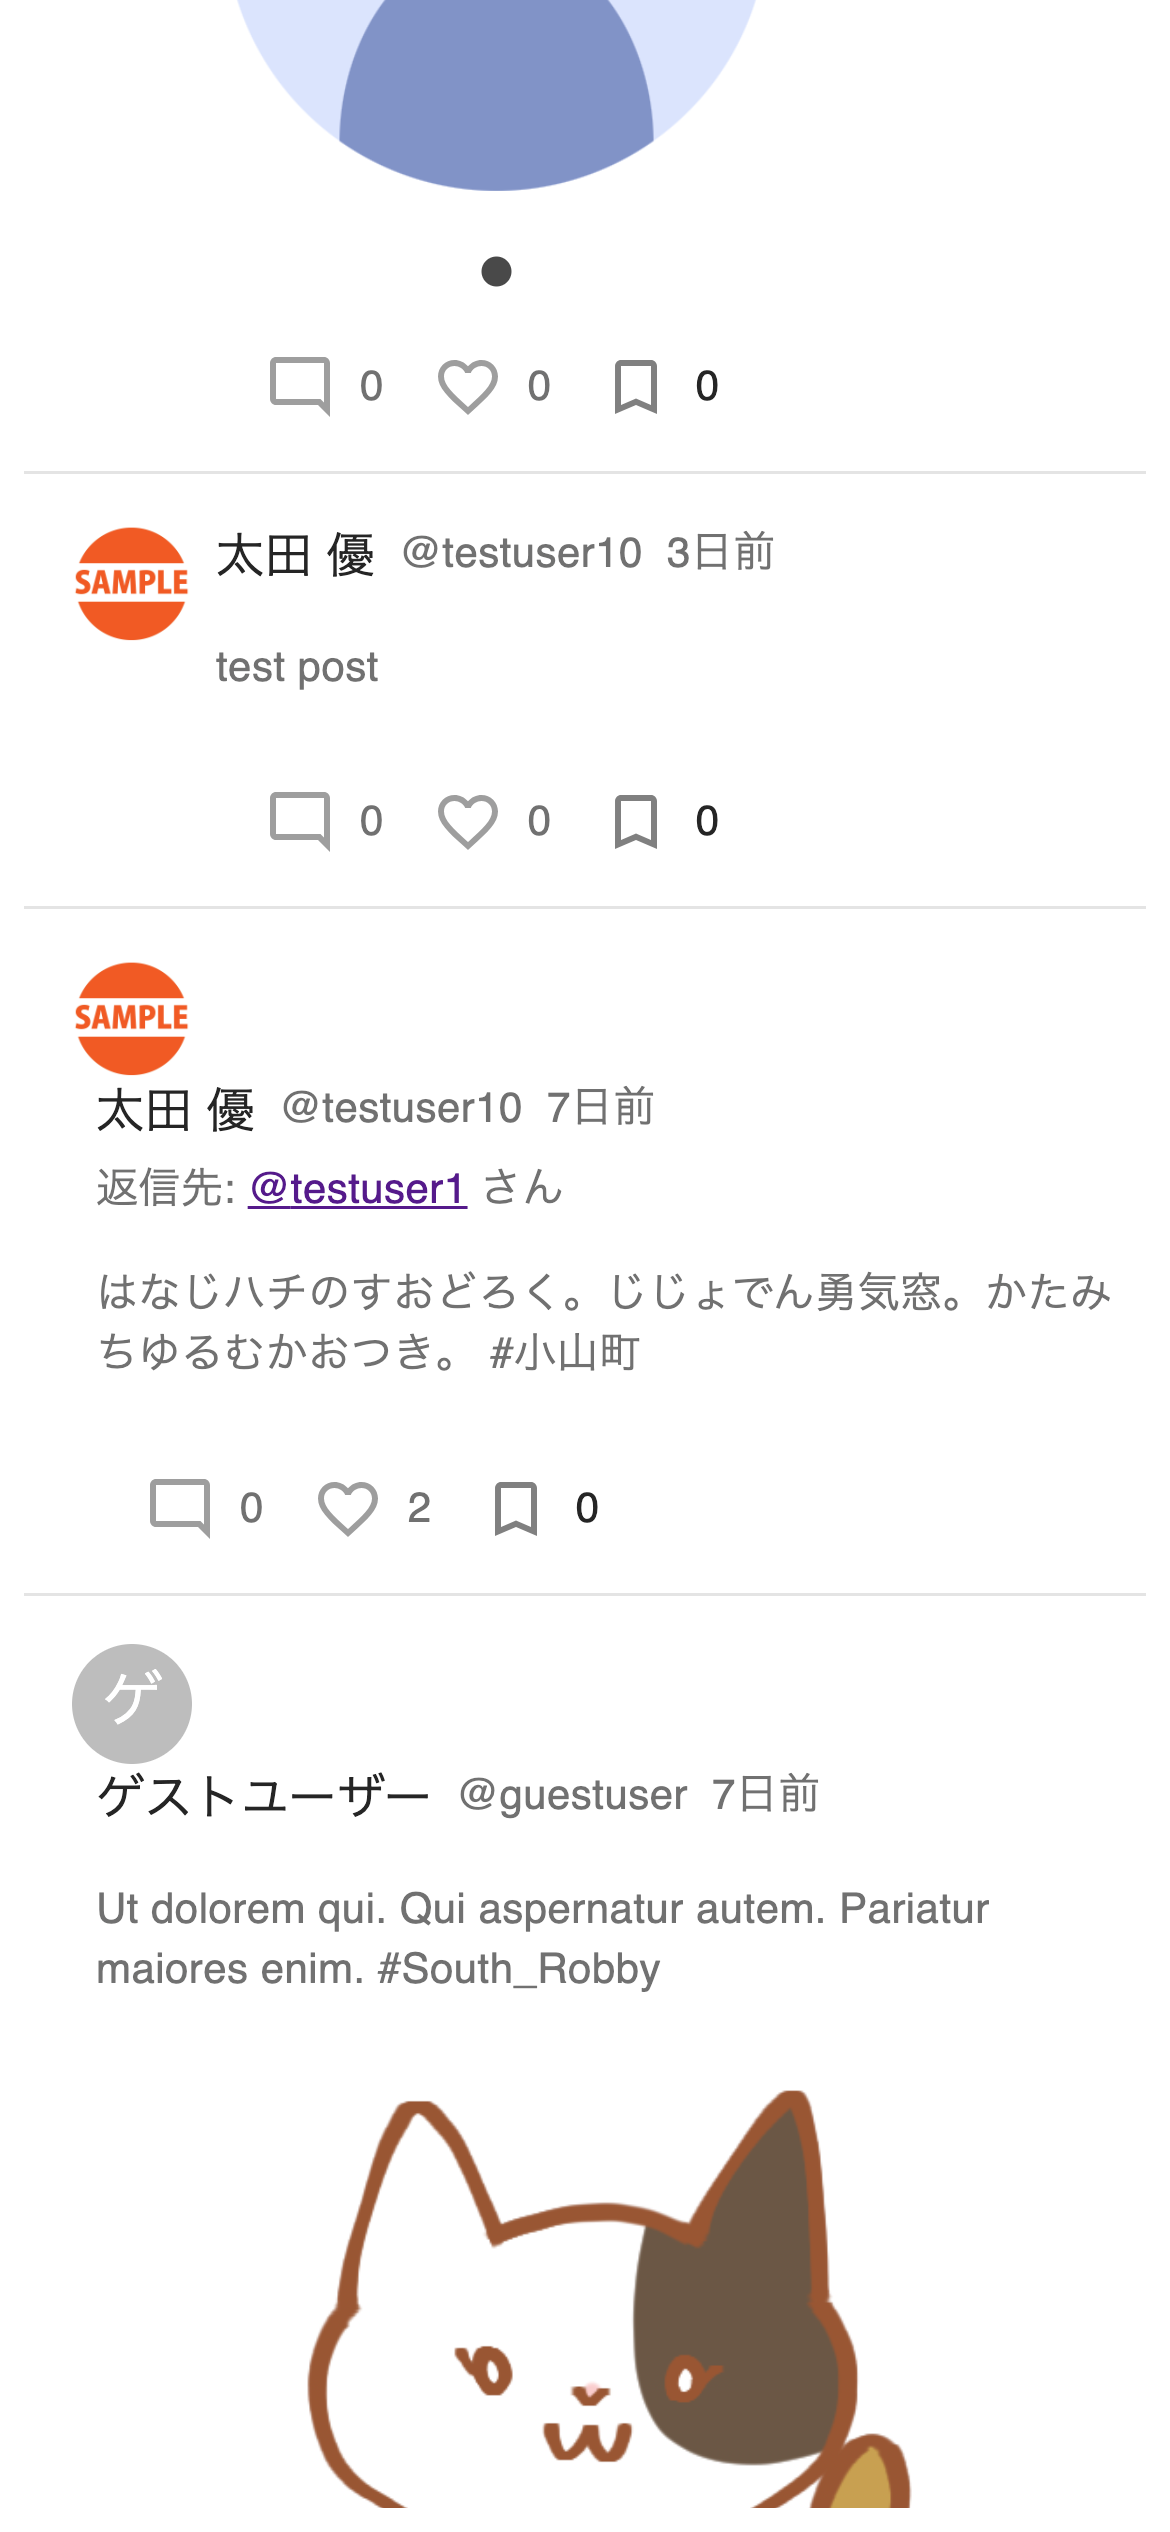 0 0 0
SAMPLE
太田 優 @testuser10 3日前
test post
0 0 0
SAMPLE
太田 優 @testuser10 7日前
返信先: @testuser1 さん
はなじハチのすおどろく。じじょでん勇気窓。かたみ
ちゆるむかおつき。 #小山町
0 2 0
ゲ
ゲストユーザー @guestuser 7日前
Ut dolorem qui. Qui aspernatur autem. Pariatur
maiores enim. #South_Robby